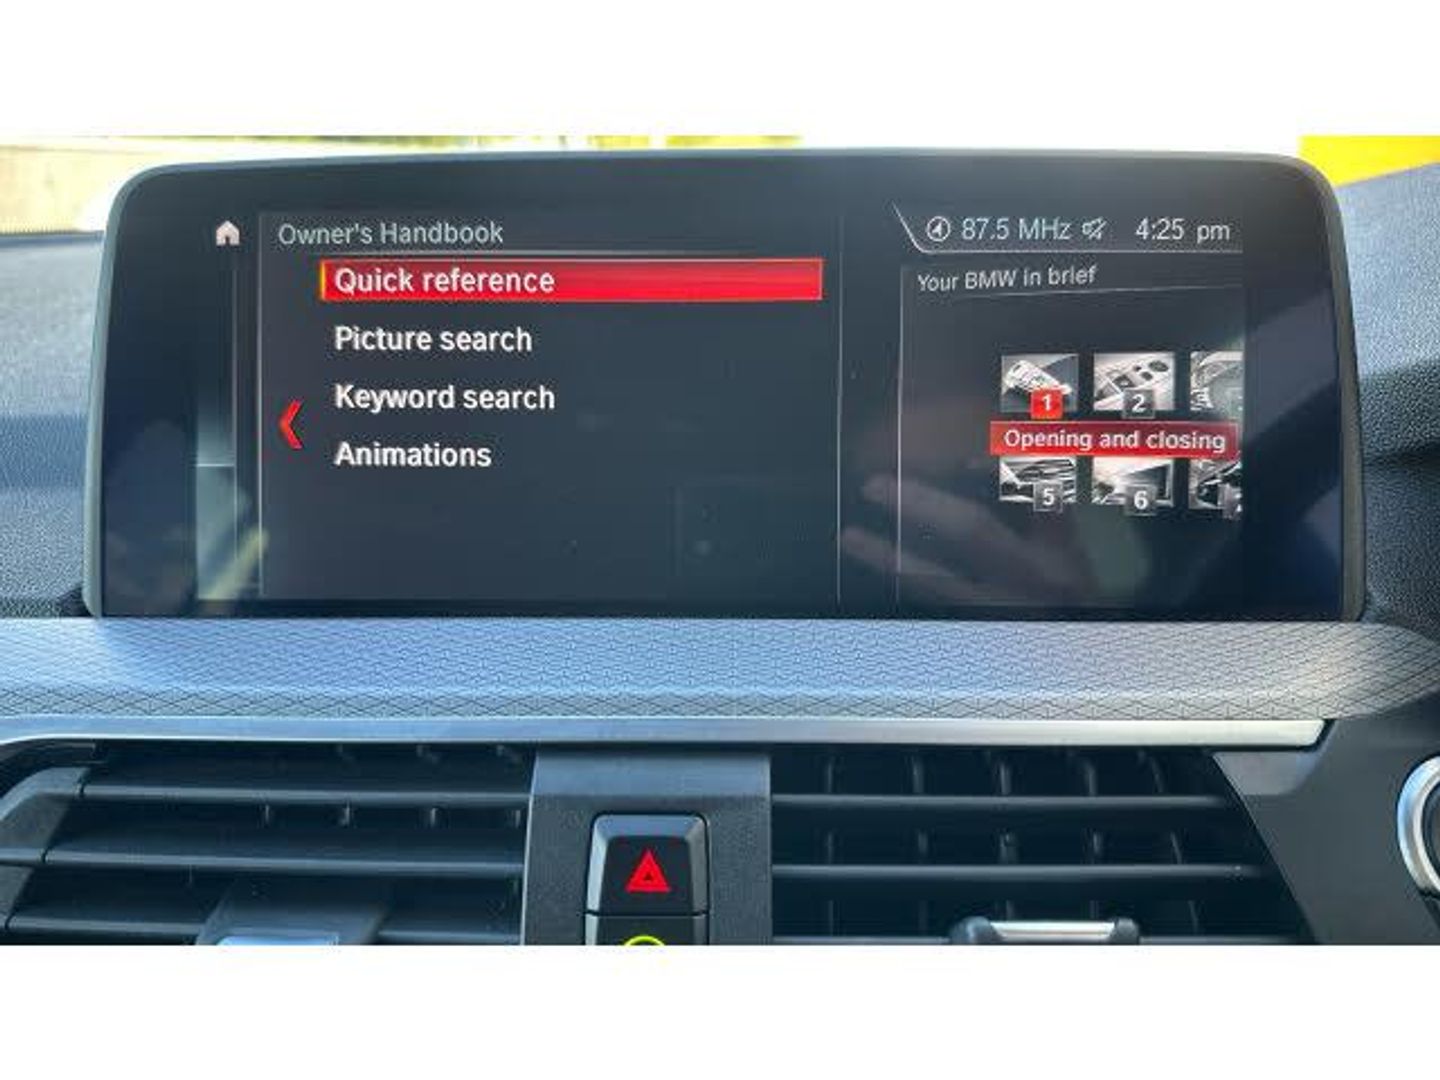 Owner's Handbook
Quick reference
Picture search
Keyword search
Animations
87.5 MHz
4:25 pm
Your BMW in brief
1
2
Opening and closing
5
6